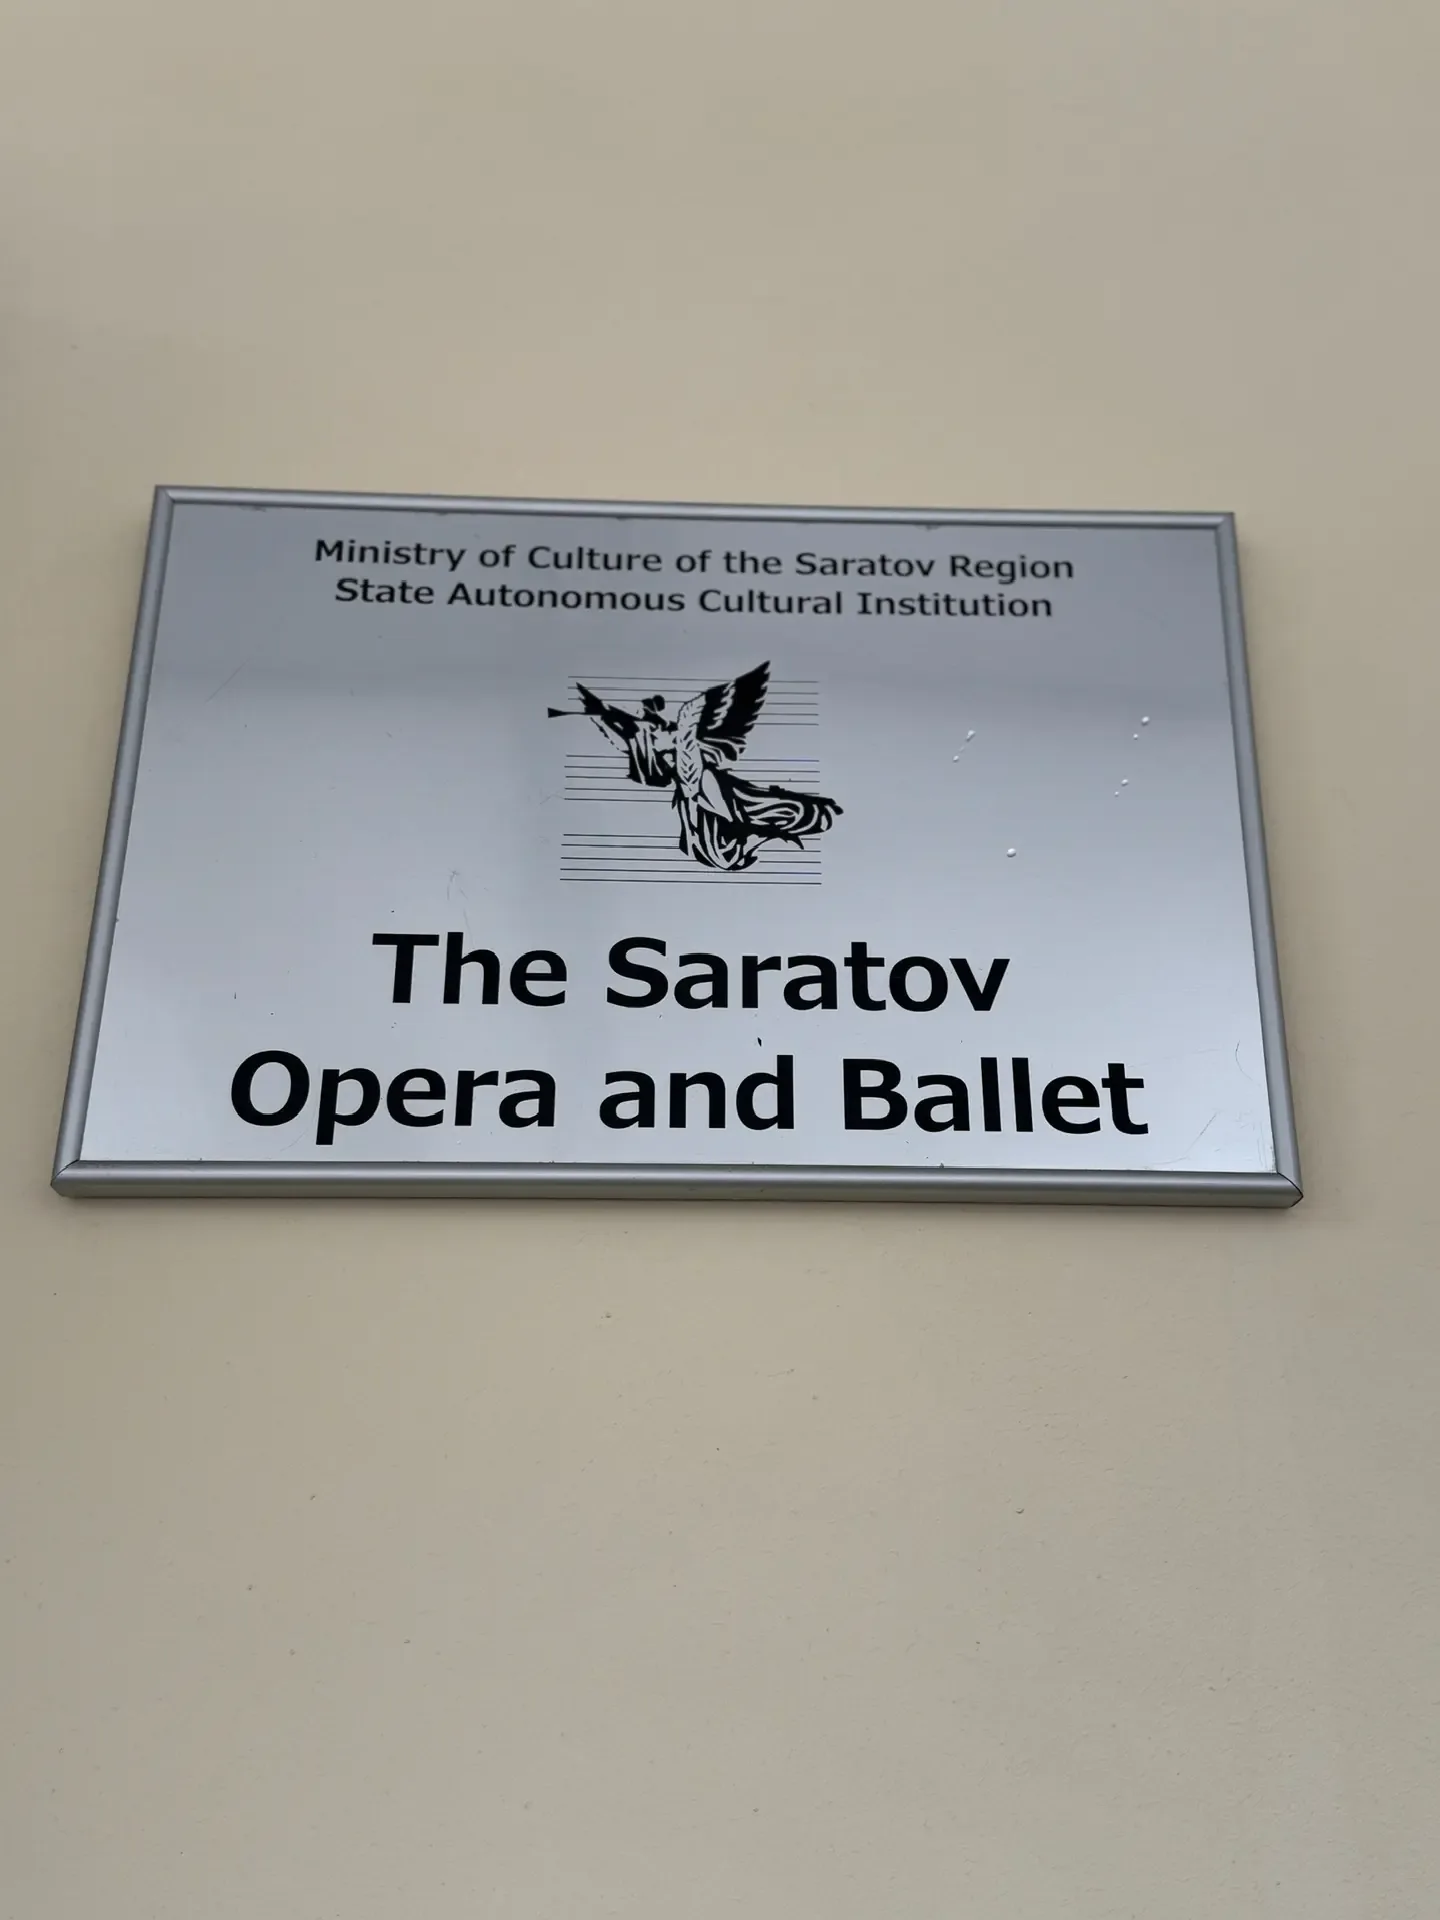 Ministry of Culture of the Saratov Region
State Autonomous Cultural Institution
The Saratov
Opera and Ballet